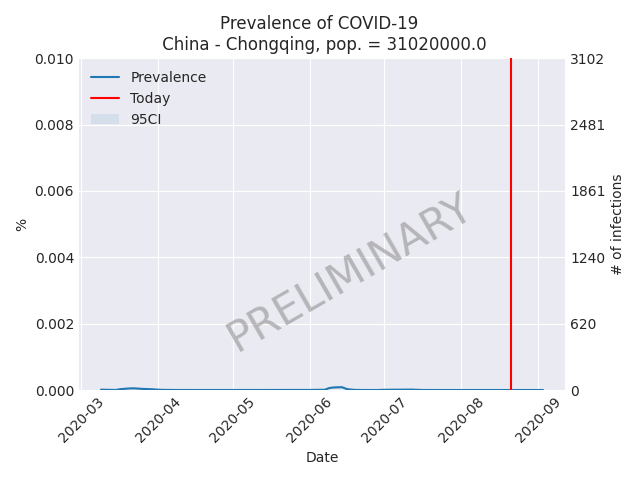 Prevalence of COVID-19
China - Chongqing, pop. = 31020000.0
Prevalence
Today
95CI
0.010
0.008
0.006
0.004
0.002
0.000
%
3102
2481
1861
1240
620
0
# of infections
PRELIMINARY
2020-03
2020-04
2020-05
2020-06
2020-07
2020-08
2020-09
Date